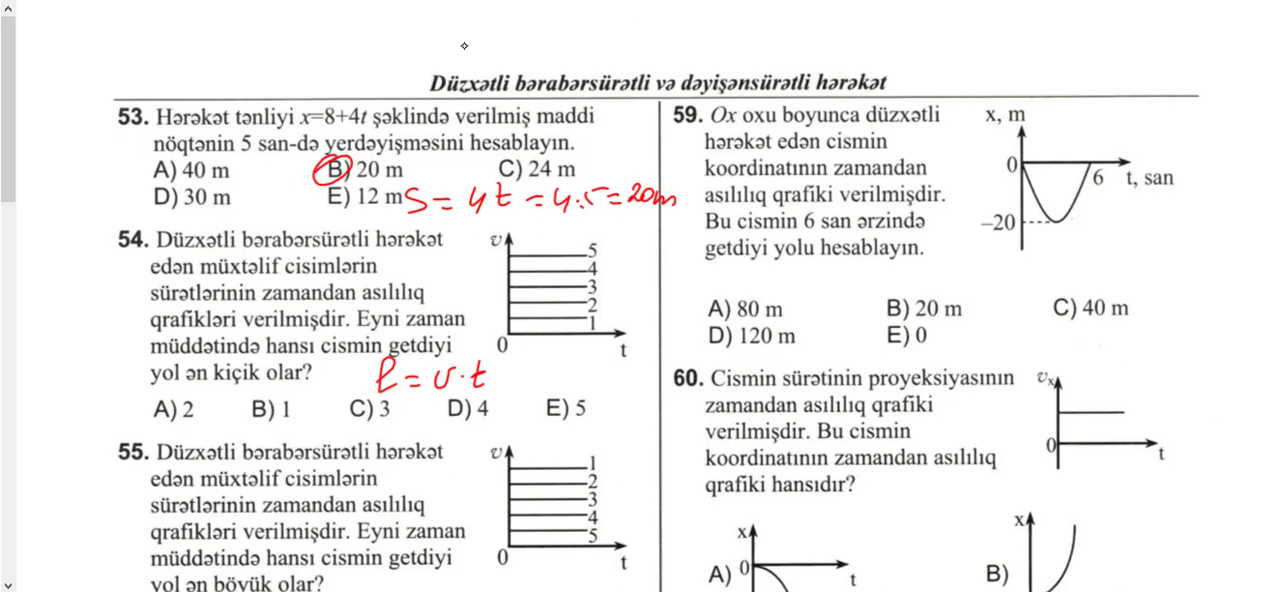 Düzxətli bərabərsürətli və dəyişənsürətli hərəkət
53. Hərəkət tənliyi x=8+4t şəklində verilmiş maddi
nöqtənin 5 san-də yerdəyişməsini hesablayın.
A) 40 m B) 20 m C) 24 m
D) 30 m E) 12 m
S = 4t = 4.5 = 20m
54. Düzxətli bərabərsürətli hərəkət
edən müxtəlif cisimlərin
sürətlərinin zamandan asılılıq
qrafikləri verilmişdir. Eyni zaman
müddətində hansı cismin getdiyi
yol ən kiçik olar?
υ
5
4
3
2
1
0
t
ℓ = υ·t
A) 2 B) 1 C) 3 D) 4 E) 5
55. Düzxətli bərabərsürətli hərəkət
edən müxtəlif cisimlərin
sürətlərinin zamandan asılılıq
qrafikləri verilmişdir. Eyni zaman
müddətində hansı cismin getdiyi
yol ən böyük olar?
υ
1
2
3
4
5
0
t
59. Ox oxu boyunca düzxətli
hərəkət edən cismin
koordinatının zamandan
asılılıq qrafiki verilmişdir.
Bu cismin 6 san ərzində
getdiyi yolu hesablayın.
x, m
0
6 t, san
–20
A) 80 m B) 20 m C) 40 m
D) 120 m E) 0
60. Cismin sürətinin proyeksiyasının
zamandan asılılıq qrafiki
verilmişdir. Bu cismin
koordinatının zamandan asılılıq
qrafiki hansıdır?
υx
0
t
A)
x
0
t
B)
x